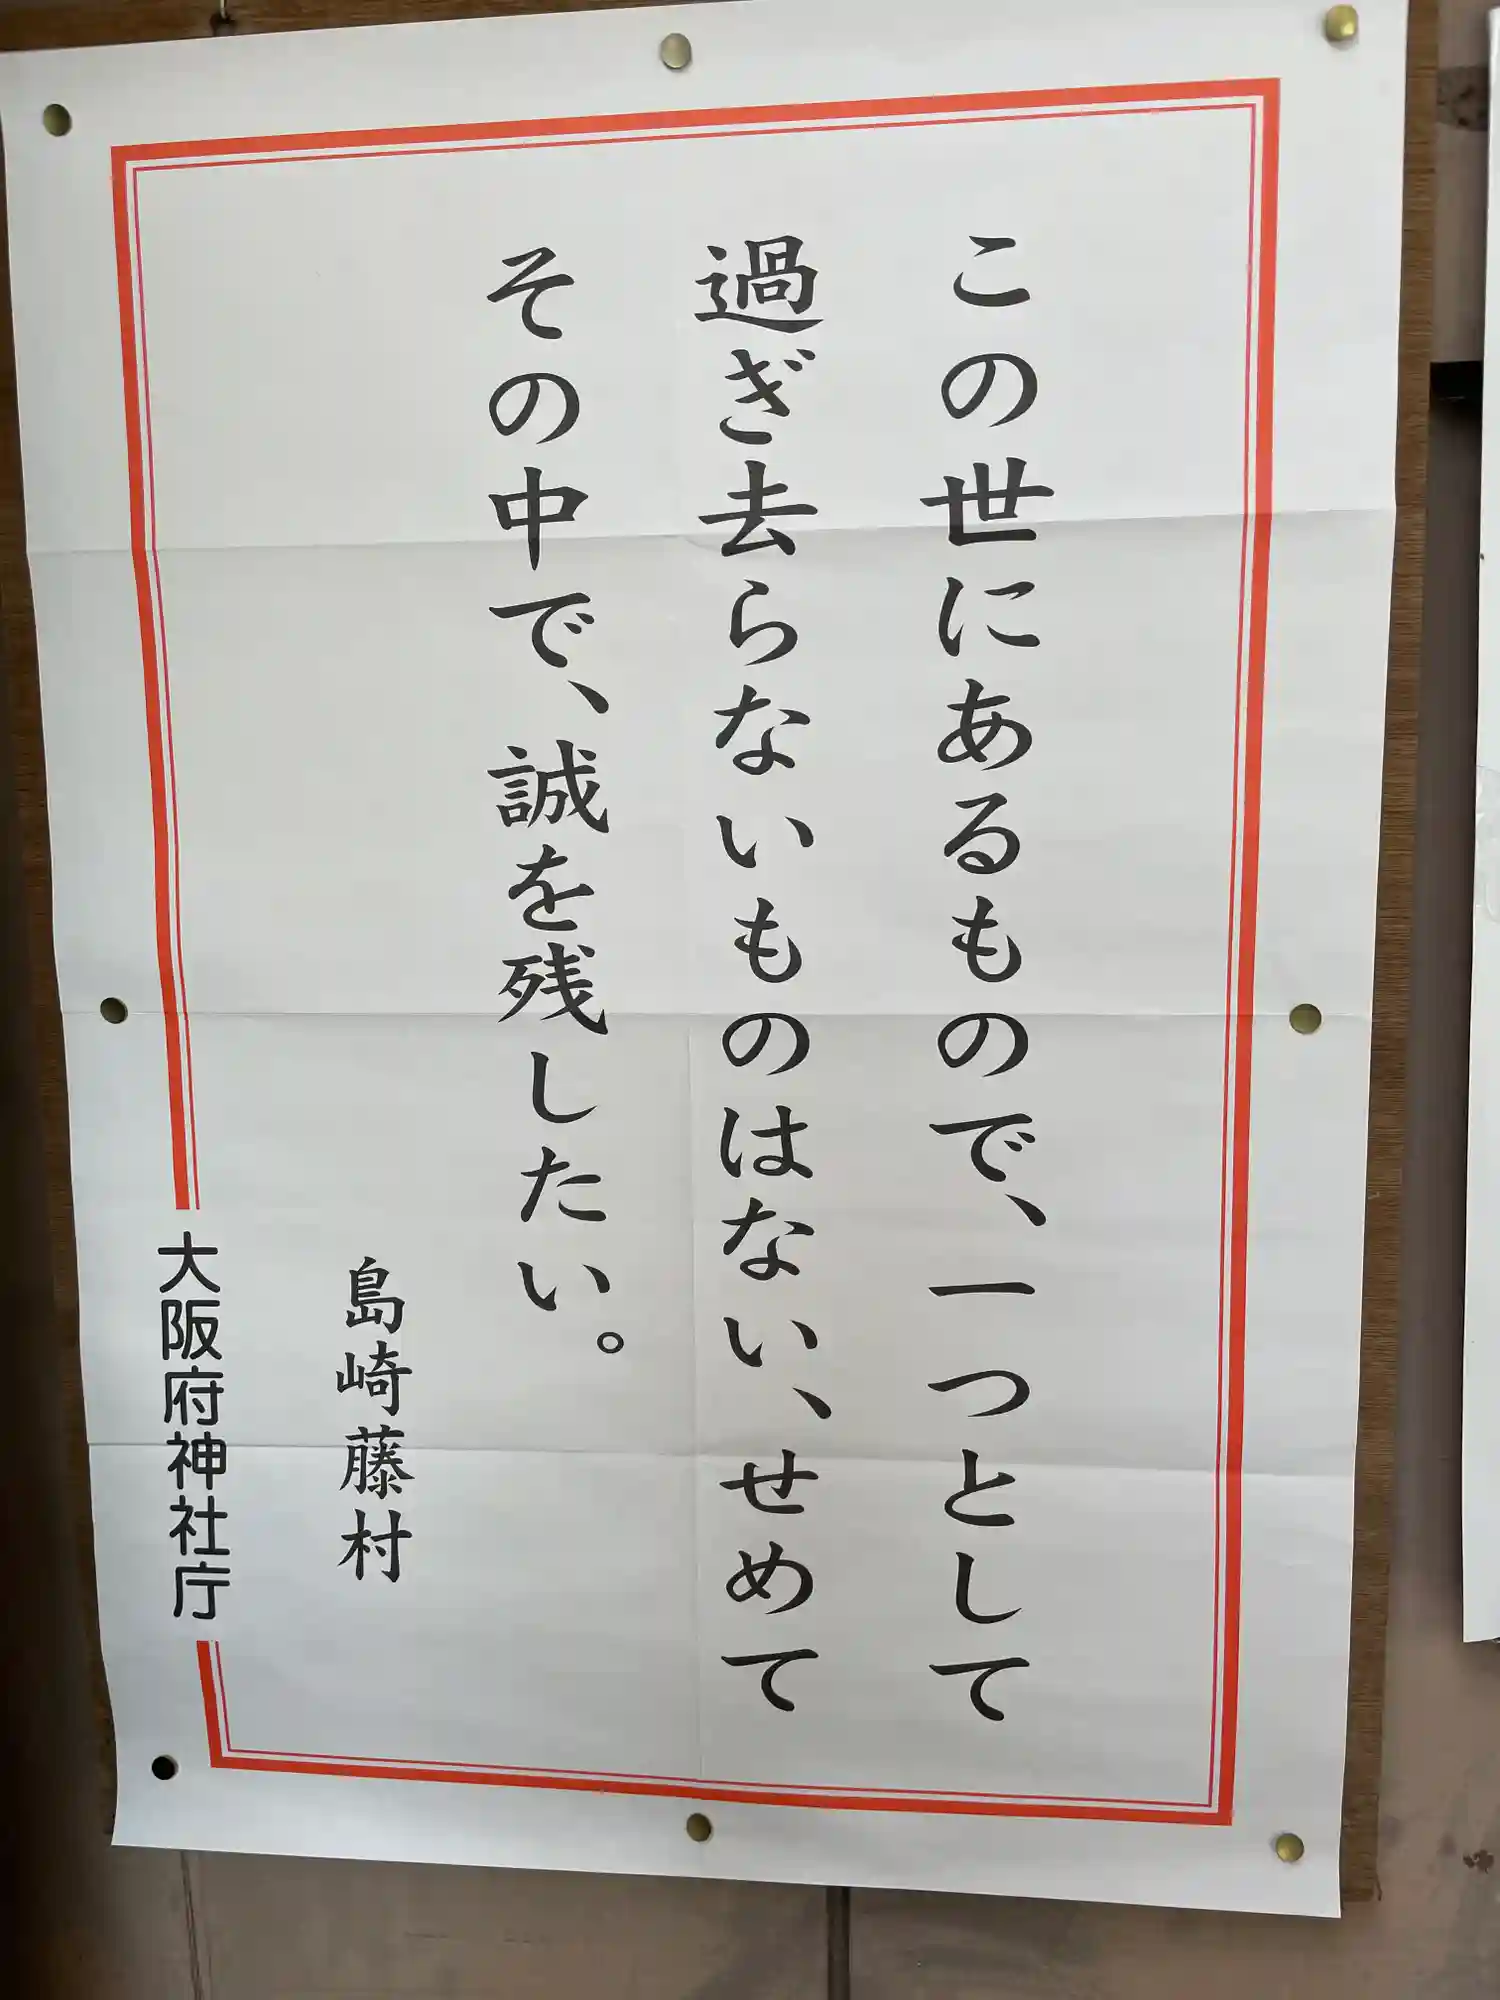 この世にあるもので、一つとして
過ぎ去らないものはない、せめて
その中で、誠を残したい。
島崎藤村
大阪府神社庁